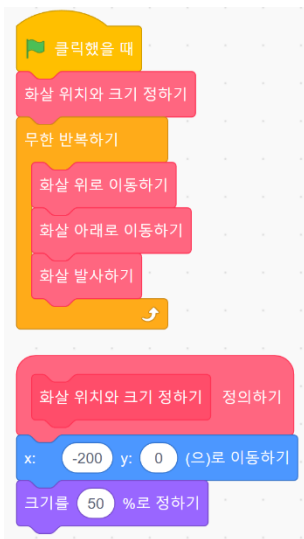 클릭했을 때
화살 위치와 크기 정하기
무한 반복하기
화살 위로 이동하기
화살 아래로 이동하기
화살 발사하기
화살 위치와 크기 정하기 정의하기
x: -200 y: 0 (으)로 이동하기
크기를 50 %로 정하기